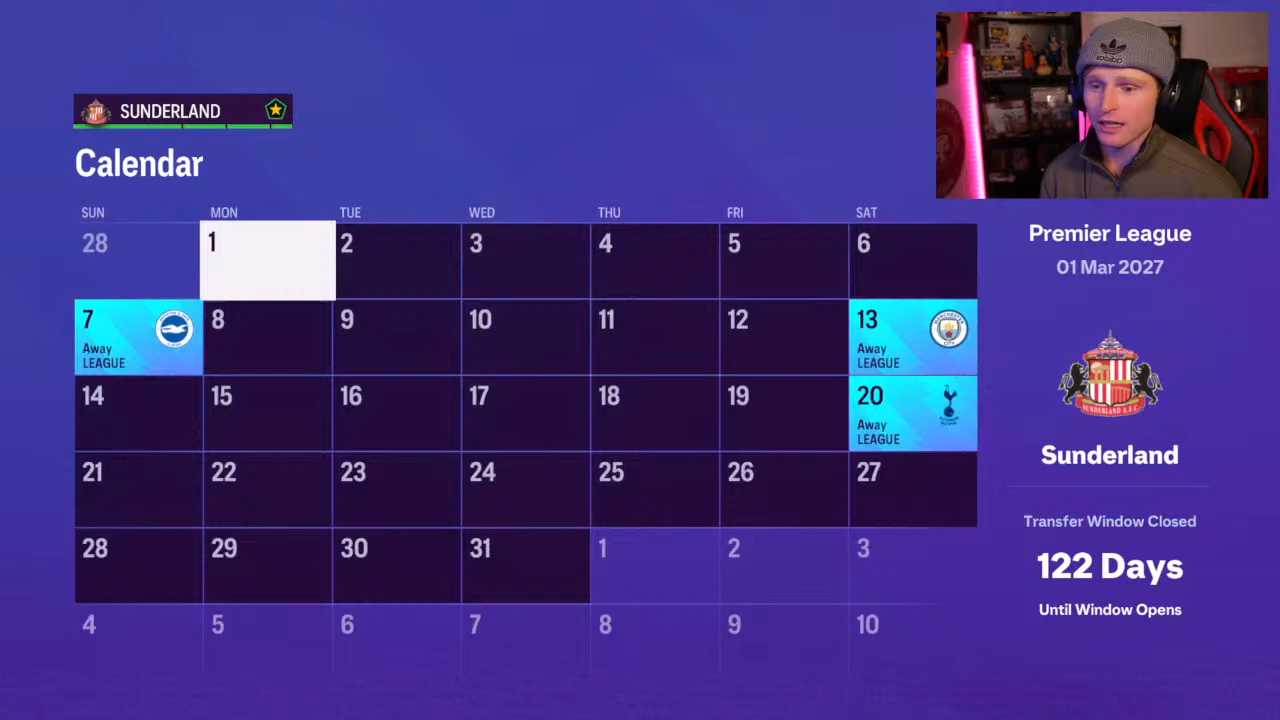 SUNDERLAND
Calendar
SUN MON TUE WED THU FRI SAT
28 1 2 3 4 5 6
7 8 9 10 11 12 13
Away LEAGUE
Away LEAGUE
14 15 16 17 18 19 20
Away LEAGUE
21 22 23 24 25 26 27
28 29 30 31 1 2 3
4 5 6 7 8 9 10
Premier League
01 Mar 2027
SUNDERLAND A.F.C.
Sunderland
Transfer Window Closed
122 Days
Until Window Opens
adidas